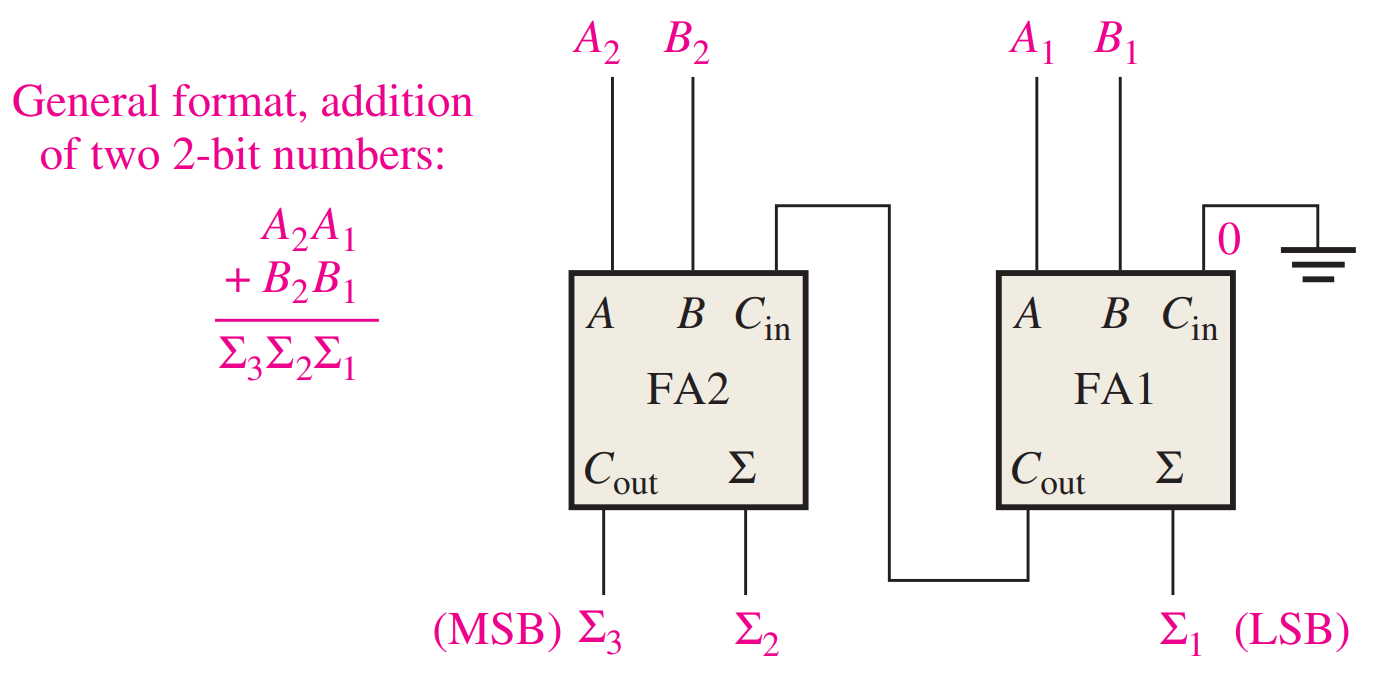 General format, addition
of two 2-bit numbers:
A₂A₁
+ B₂B₁
Σ₃Σ₂Σ₁
A₂ B₂ A₁ B₁
0
A B Cin A B Cin
FA2 FA1
Cout Σ Cout Σ
(MSB) Σ₃ Σ₂ Σ₁ (LSB)